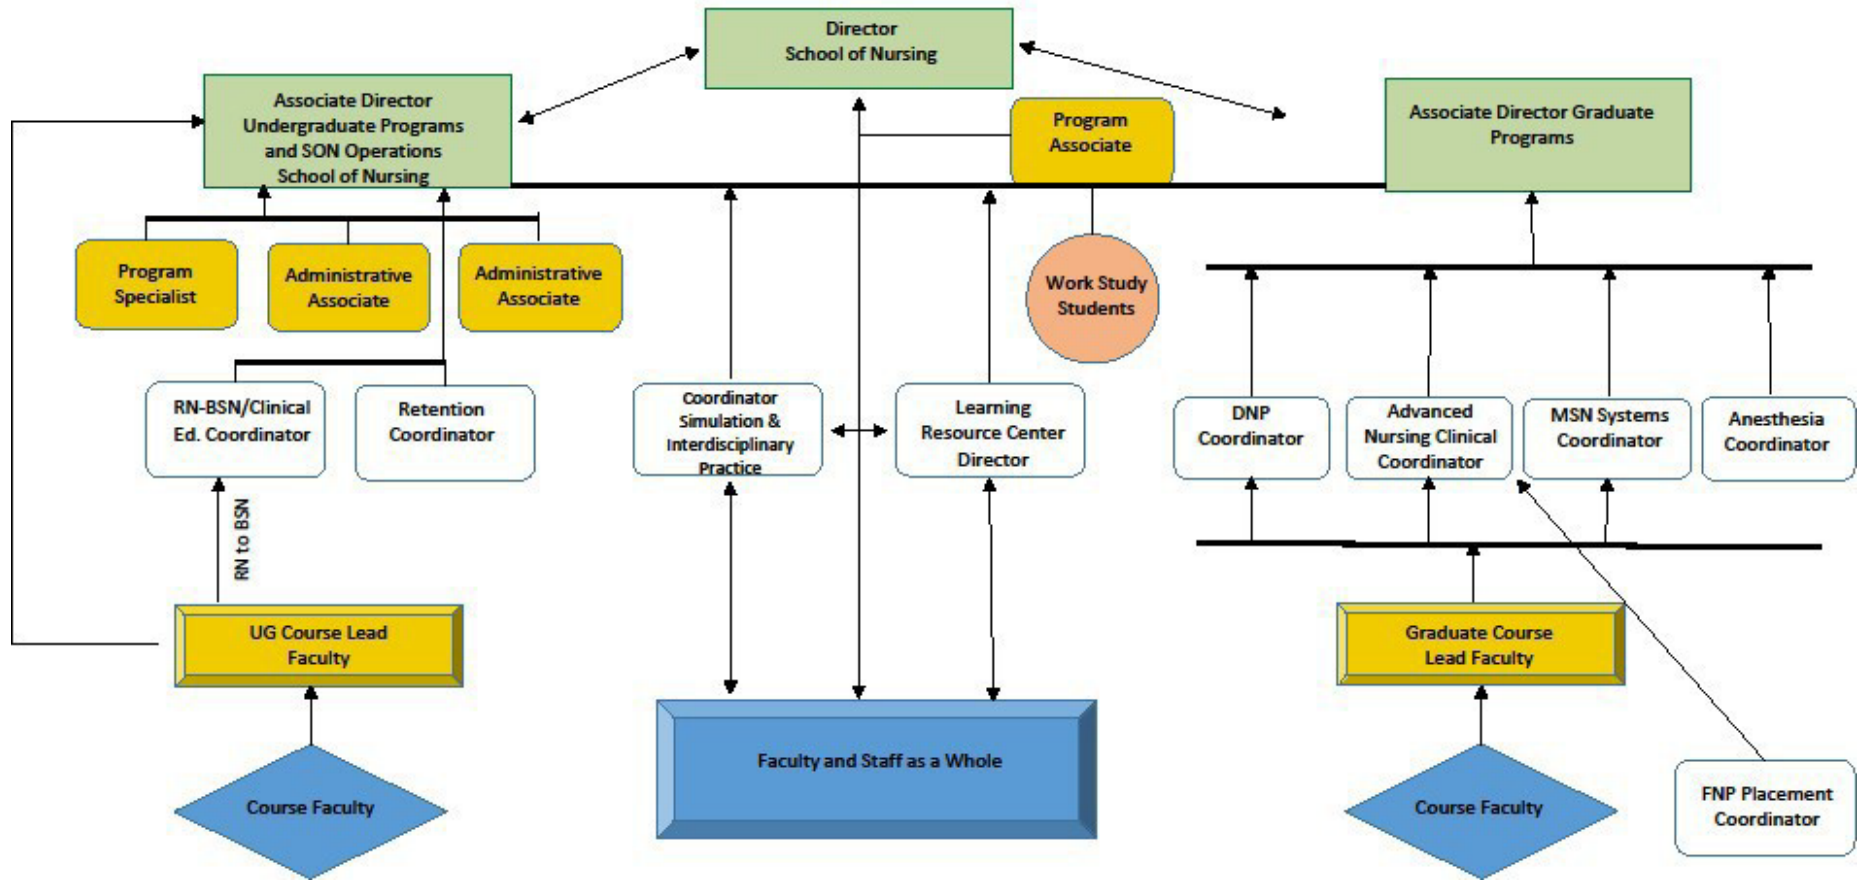 Director
School of Nursing
Associate Director
Undergraduate Programs
and SON Operations
School of Nursing
Program
Associate
Associate Director Graduate
Programs
Program
Specialist
Administrative
Associate
Administrative
Associate
Work Study
Students
RN-BSN/Clinical
Ed. Coordinator
Retention
Coordinator
Coordinator
Simulation &
Interdisciplinary
Practice
Learning
Resource Center
Director
DNP
Coordinator
Advanced
Nursing Clinical
Coordinator
MSN Systems
Coordinator
Anesthesia
Coordinator
RN to BSN
UG Course Lead
Faculty
Graduate Course
Lead Faculty
Faculty and Staff as a Whole
Course Faculty
Course Faculty
FNP Placement
Coordinator